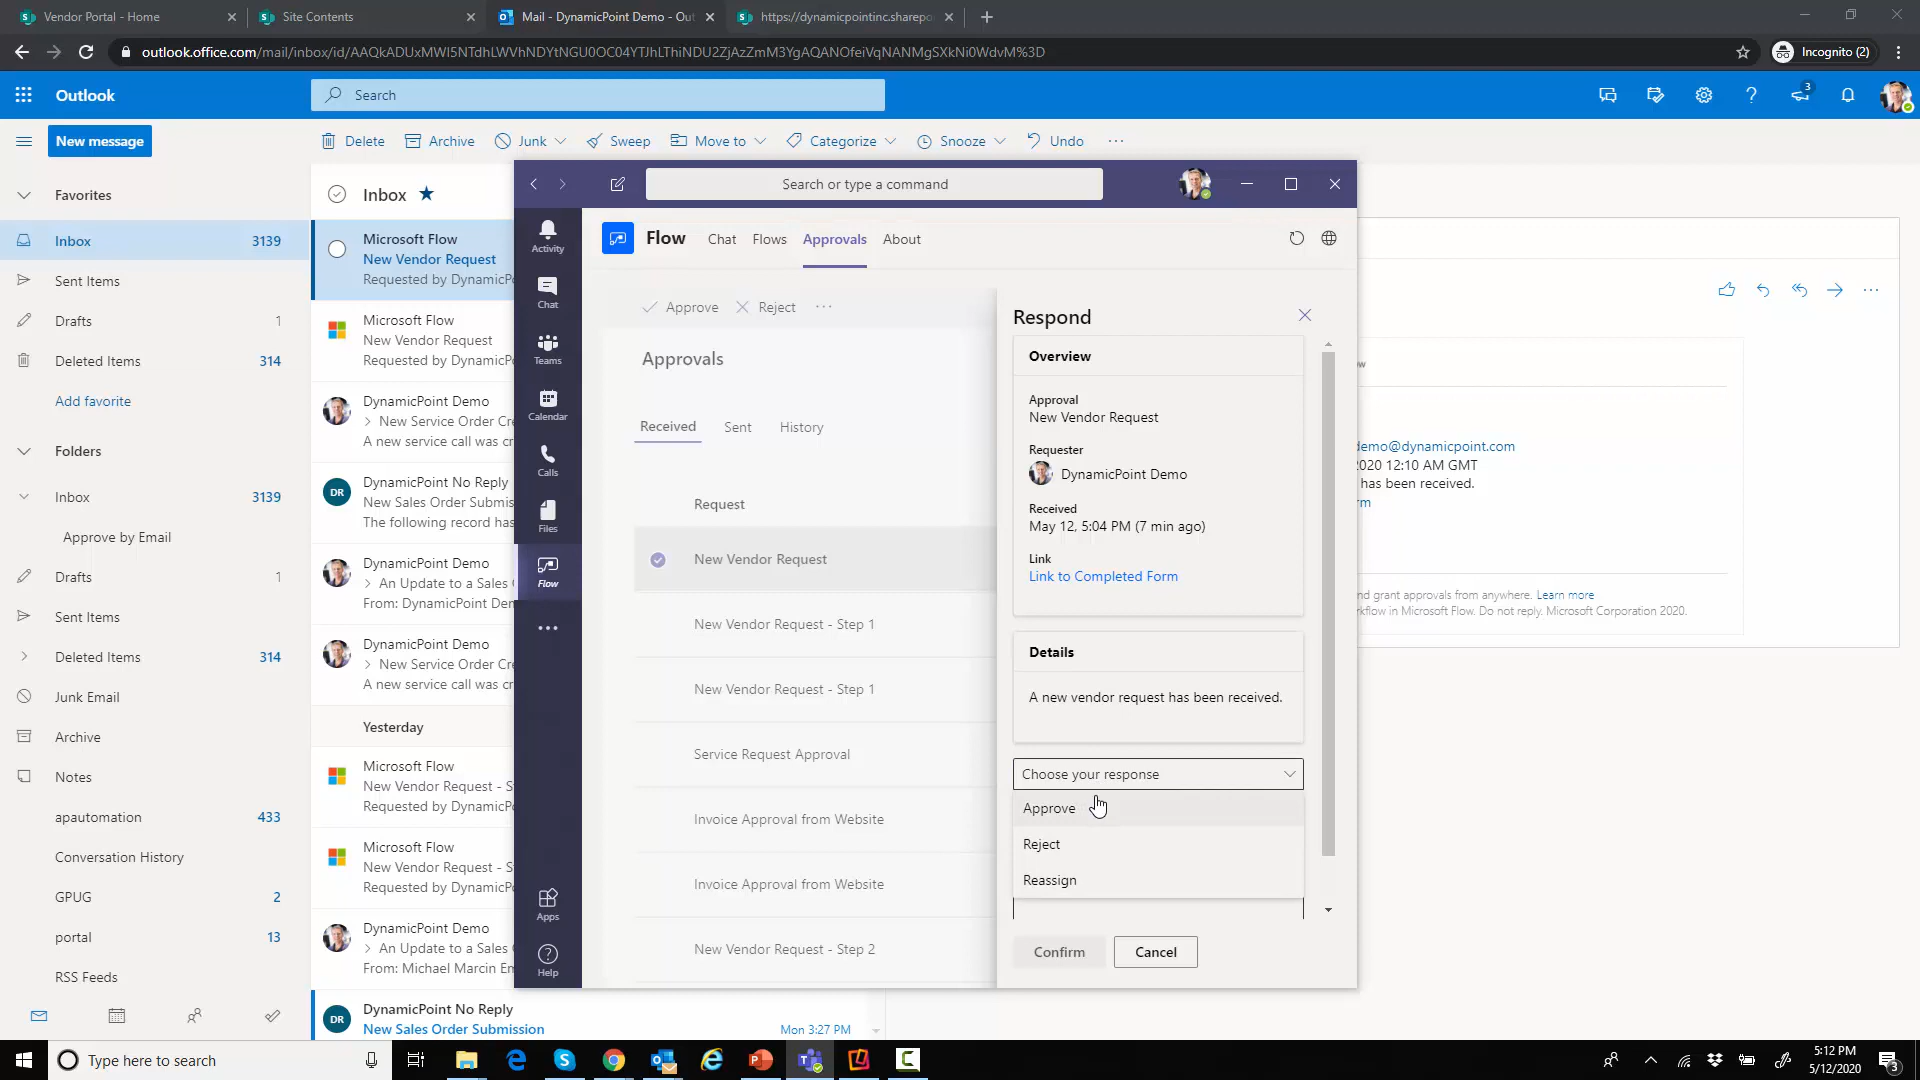 Vendor Portal - Home
Site Contents
Mail - DynamicPoint Demo - Out
https://dynamicpointinc.sharepo
outlook.office.com/mail/inbox/id/AAQkADUxMWI5NTdhLWVhNDYtNGU0OC04YTJhLThiNDU2ZjAzZmM3YgAQANOfeiVqNANMgSXkNi0WdvM%3D
Incognito (2)
Outlook
Search
3
New message
Delete
Archive
Junk
Sweep
Move to
Categorize
Snooze
Undo
Favorites
Inbox 3139
Sent Items
Drafts 1
Deleted Items 314
Add favorite
Folders
Inbox 3139
Approve by Email
Drafts 1
Sent Items
Deleted Items 314
Junk Email
Archive
Notes
apautomation 433
Conversation History
GPUG 2
portal 13
RSS Feeds
Inbox
Microsoft Flow
New Vendor Request
Requested by DynamicPo
Microsoft Flow
New Vendor Request
Requested by DynamicPo
DynamicPoint Demo
New Service Order Cre
A new service call was cr
DR
DynamicPoint No Reply
New Sales Order Submiss
The following record has
DynamicPoint Demo
An Update to a Sales O
From: DynamicPoint Dem
DynamicPoint Demo
New Service Order Cre
A new service call was cr
Yesterday
Microsoft Flow
New Vendor Request - S
Requested by DynamicPo
Microsoft Flow
New Vendor Request - S
Requested by DynamicPo
DynamicPoint Demo
An Update to a Sales O
From: Michael Marcin Em
DR
DynamicPoint No Reply
New Sales Order Submission
Mon 3:27 PM
Search or type a command
Activity
Chat
Teams
Calendar
Calls
Files
Flow
Apps
Help
Flow
Chat
Flows
Approvals
About
Approve
Reject
Approvals
Received
Sent
History
Request
New Vendor Request
New Vendor Request - Step 1
New Vendor Request - Step 1
Service Request Approval
Invoice Approval from Website
Invoice Approval from Website
New Vendor Request - Step 2
Respond
Overview
Approval
New Vendor Request
Requester
DynamicPoint Demo
Received
May 12, 5:04 PM (7 min ago)
Link
Link to Completed Form
Details
A new vendor request has been received.
Choose your response
Approve
Reject
Reassign
Confirm
Cancel
demo@dynamicpoint.com
2020 12:10 AM GMT
has been received.
rm
nd grant approvals from anywhere. Learn more
rkflow in Microsoft Flow. Do not reply. Microsoft Corporation 2020.
Type here to search
5:12 PM
5/12/2020
3